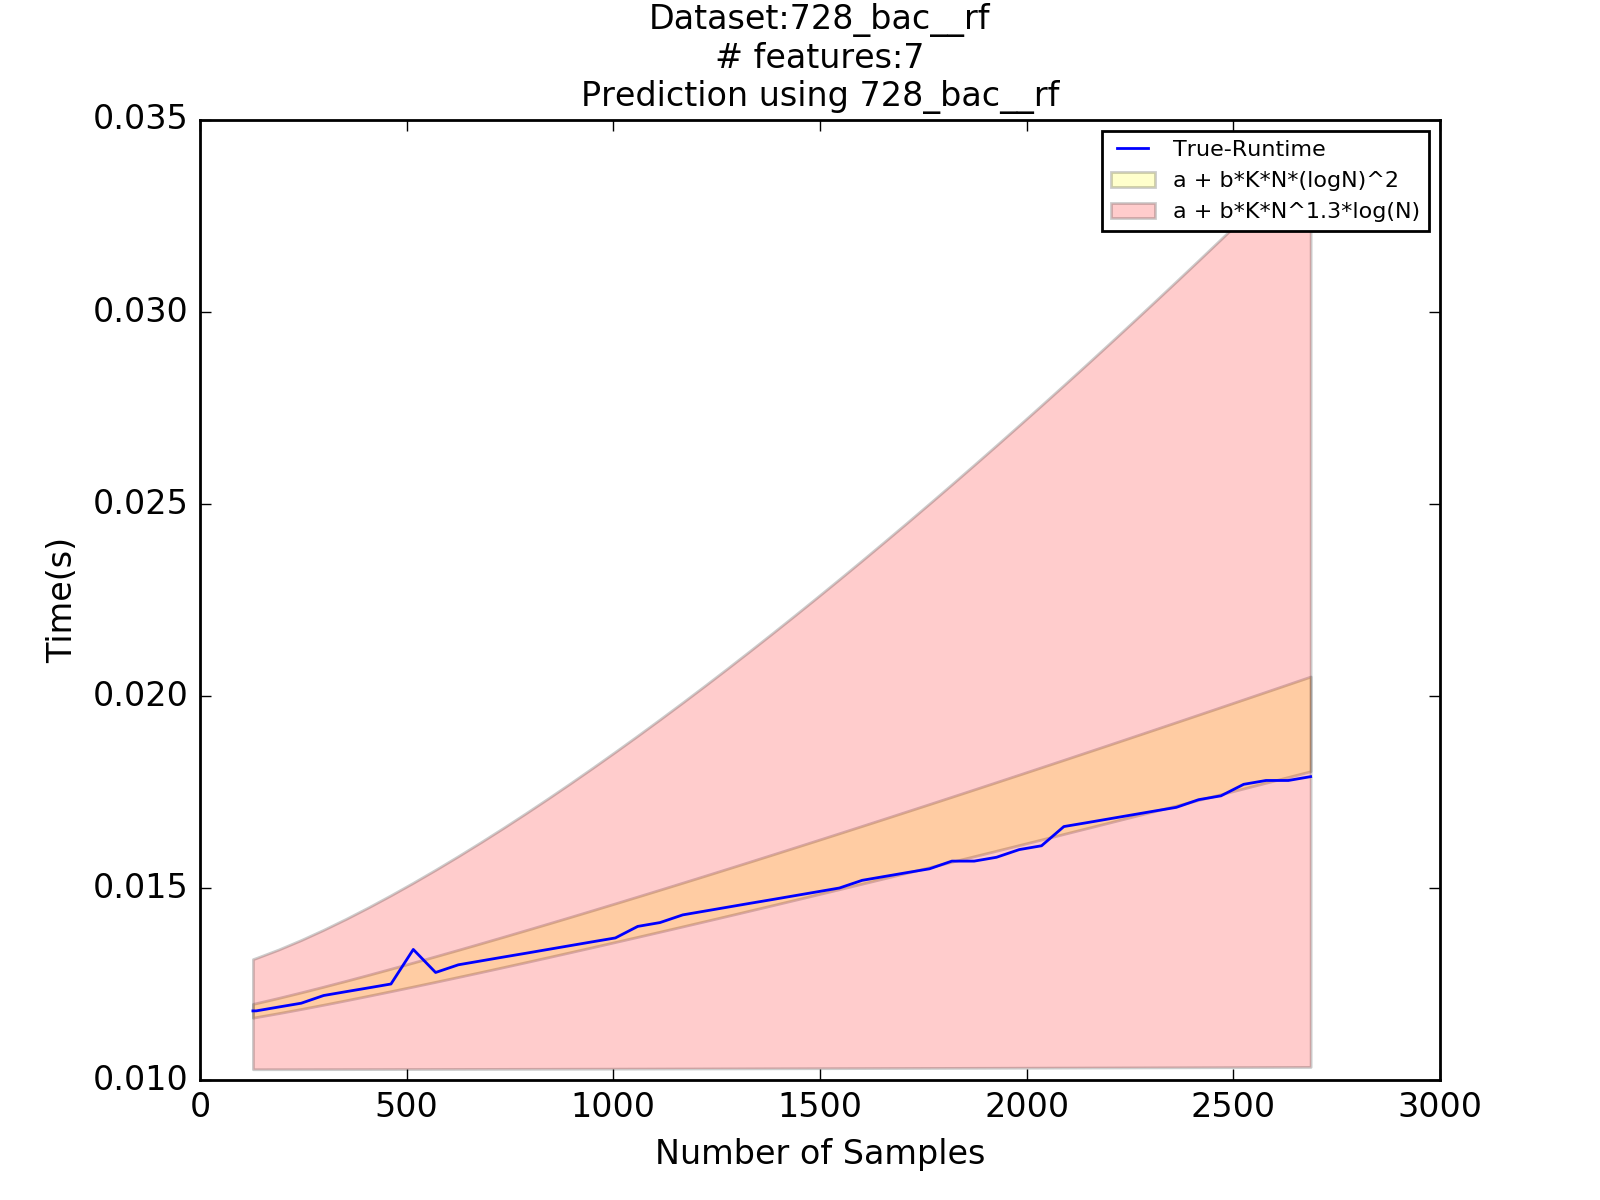 Dataset:728_bac__rf
# features:7
Prediction using 728_bac__rf
0.035
0.030
0.025
0.020
0.015
0.010
Time(s)
True-Runtime
a + b*K*N*(logN)^2
a + b*K*N^1.3*log(N)
0 500 1000 1500 2000 2500 3000
Number of Samples